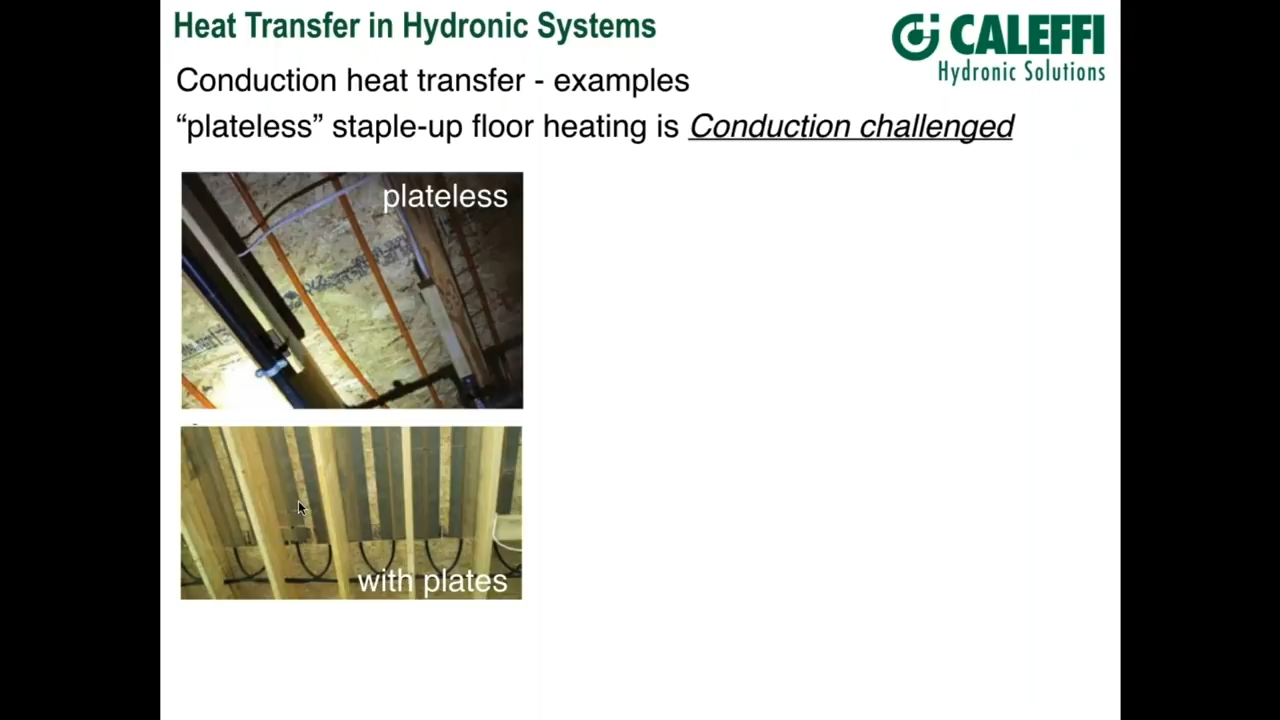 Heat Transfer in Hydronic Systems
CALEFFI
Hydronic Solutions
Conduction heat transfer - examples
“plateless” staple-up floor heating is Conduction challenged
plateless
with plates